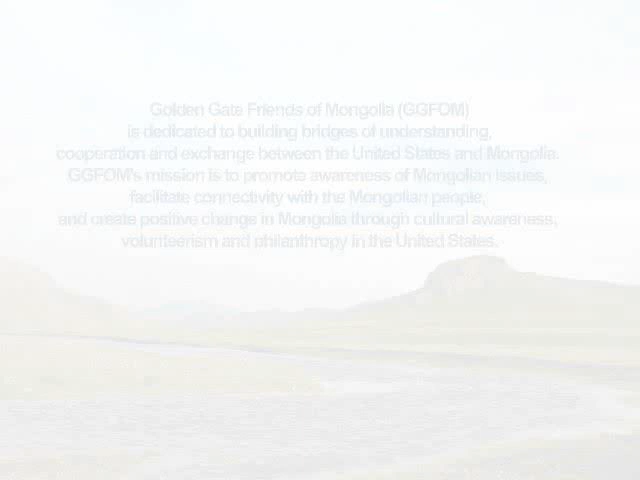 Golden Gate Friends of Mongolia (GGFOM)
is dedicated to building bridges of understanding,
cooperation and exchange between the United States and Mongolia.
GGFOM's mission is to promote awareness of Mongolian issues,
facilitate connectivity with the Mongolian people,
and create positive change in Mongolia through cultural awareness,
volunteerism and philanthropy in the United States.